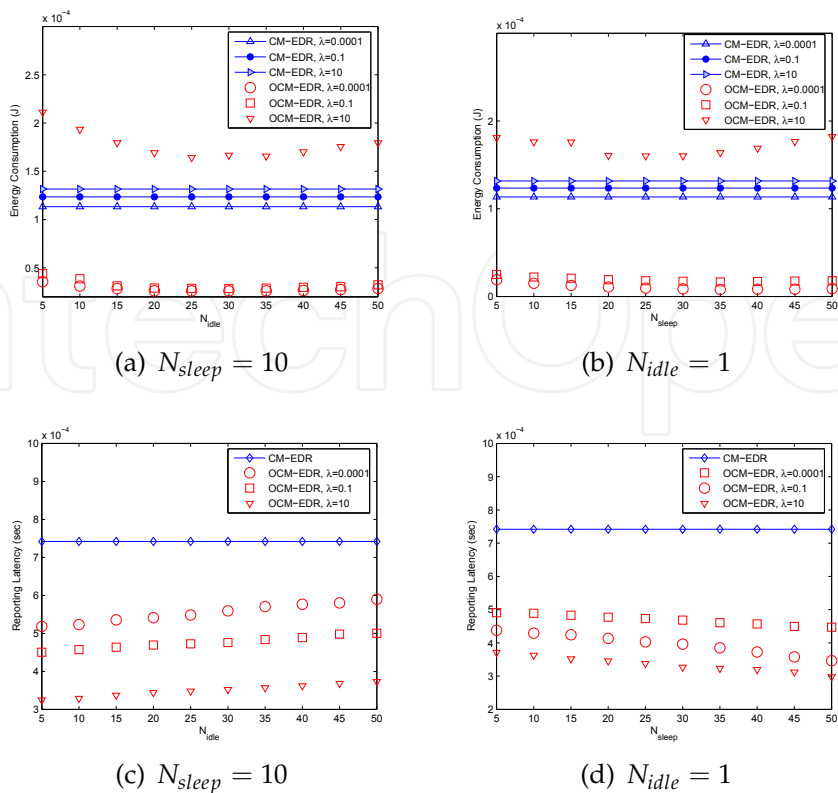 x 10⁻⁴
3
2.5
2
1.5
1
0.5
Energy Consumption (J)
CM−EDR, λ=0.0001
CM−EDR, λ=0.1
CM−EDR, λ=10
OCM−EDR, λ=0.0001
OCM−EDR, λ=0.1
OCM−EDR, λ=10
5 10 15 20 25 30 35 40 45 50
N_idle
(a) N_sleep = 10
x 10⁻⁴
3
2
1
0
Energy Consumption (J)
CM−EDR, λ=0.0001
CM−EDR, λ=0.1
CM−EDR, λ=10
OCM−EDR, λ=0.0001
OCM−EDR, λ=0.1
OCM−EDR, λ=10
5 10 15 20 25 30 35 40 45 50
N_sleep
(b) N_idle = 1
x 10⁻⁴
10
9
8
7
6
5
4
3
Reporting Latency (sec)
CM−EDR
OCM−EDR, λ=0.0001
OCM−EDR, λ=0.1
OCM−EDR, λ=10
5 10 15 20 25 30 35 40 45 50
N_idle
(c) N_sleep = 10
x 10⁻⁴
10
9
8
7
6
5
4
3
2
Reporting Latency (sec)
CM−EDR
OCM−EDR, λ=0.0001
OCM−EDR, λ=0.1
OCM−EDR, λ=10
5 10 15 20 25 30 35 40 45 50
N_sleep
(d) N_idle = 1
ntechOpe